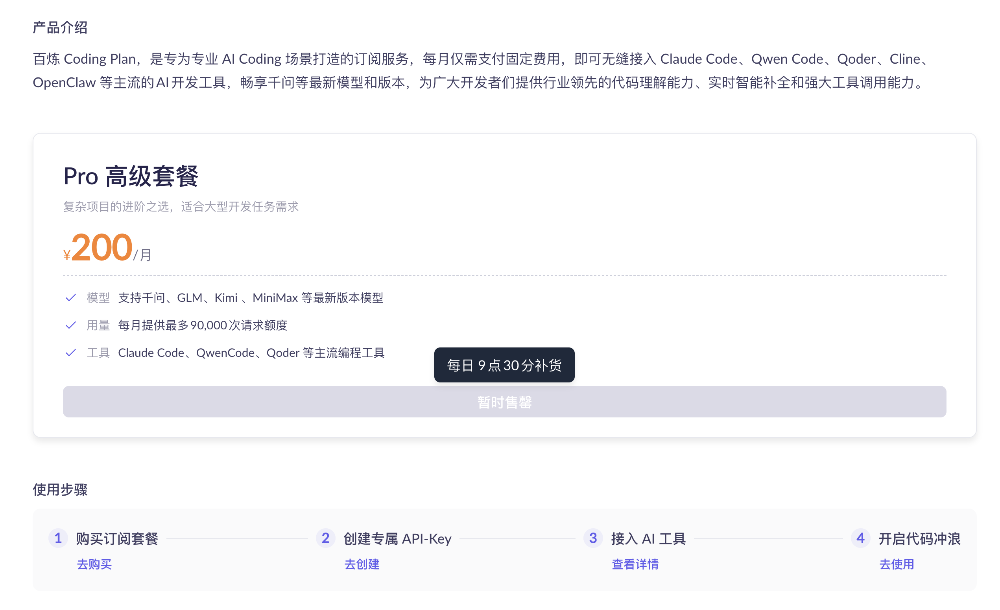 产品介绍
百炼 Coding Plan，是专为专业 AI Coding 场景打造的订阅服务，每月仅需支付固定费用，即可无缝接入 Claude Code、Qwen Code、Qoder、Cline、
OpenClaw 等主流的AI开发工具，畅享千问等最新模型和版本，为广大开发者们提供行业领先的代码理解能力、实时智能补全和强大工具调用能力。
Pro 高级套餐
复杂项目的进阶之选，适合大型开发任务需求
¥200/月
模型 支持千问、GLM、Kimi 、MiniMax 等最新版本模型
用量 每月提供最多90,000次请求额度
工具 Claude Code、QwenCode、Qoder 等主流编程工具
每日 9点30分补货
暂时售罄
使用步骤
1 购买订阅套餐 2 创建专属 API-Key 3 接入 AI 工具 4 开启代码冲浪
去购买 去创建 查看详情 去使用